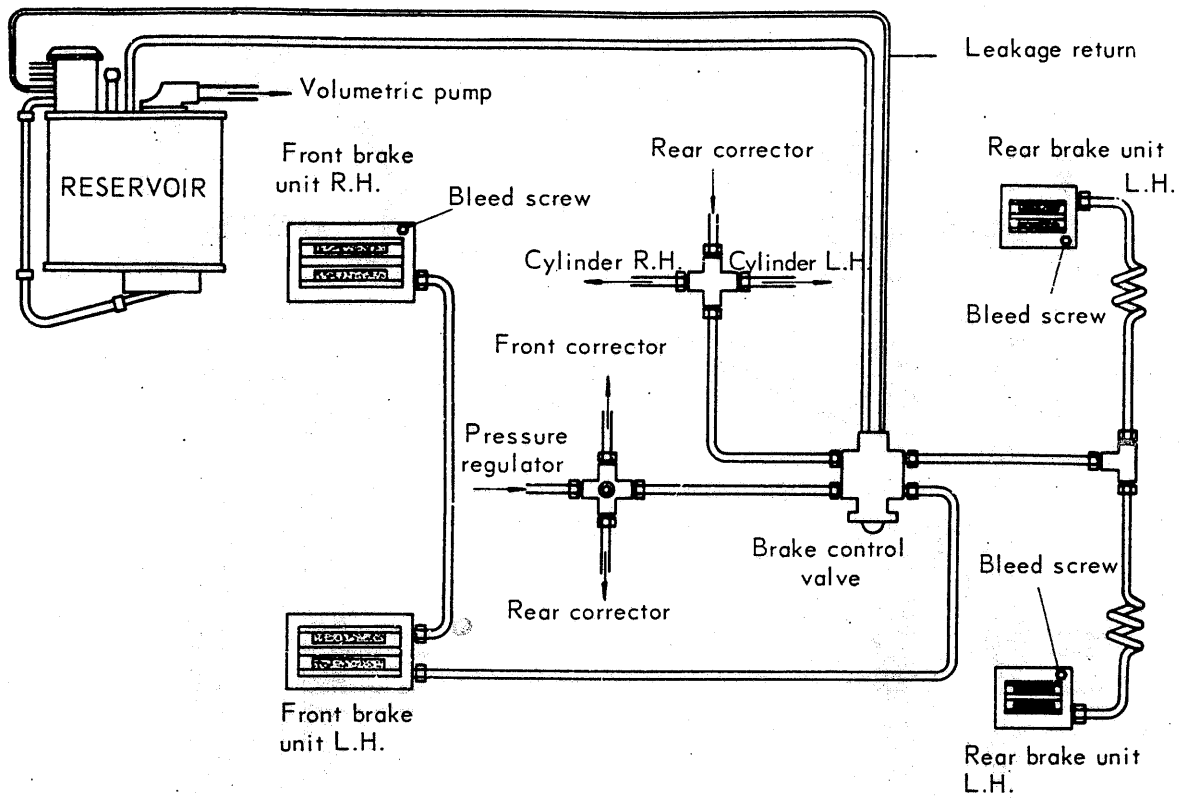 Leakage return
Volumetric pump
RESERVOIR
Front brake
unit R.H.
Bleed screw
Rear corrector
Rear brake unit
L.H.
Cylinder R.H.
Cylinder L.H.
Bleed screw
Front corrector
Pressure
regulator
Brake control
valve
Bleed screw
Rear corrector
Front brake
unit L.H.
Rear brake unit
L.H.